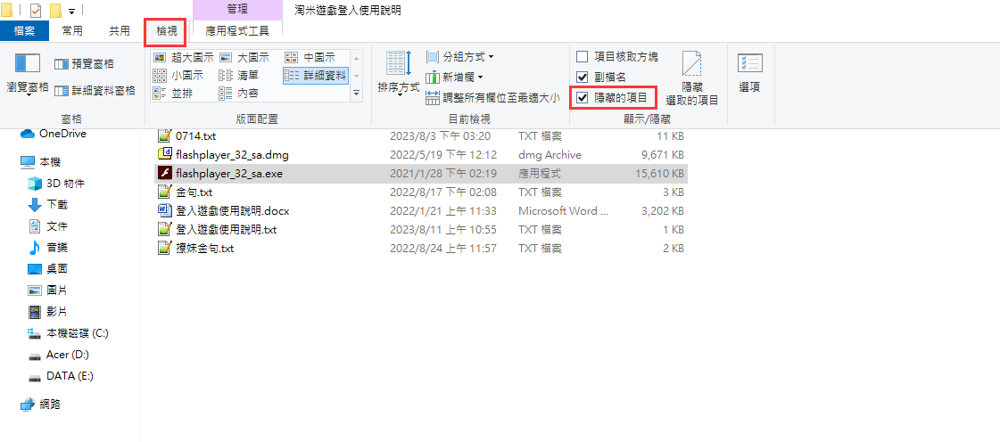 管理
淘米遊戲登入使用說明
檔案 常用 共用 檢視 應用程式工具
瀏覽窗格
預覽窗格
詳細資料窗格
窗格
超大圖示 大圖示 中圖示
小圖示 清單 詳細資料
並排 內容
版面配置
排序方式
分組方式
新增欄
調整所有欄位至最適大小
目前檢視
項目核取方塊
副檔名
隱藏的項目
隱藏
選取的項目
顯示/隱藏
選項
OneDrive
本機
3D 物件
下載
文件
音樂
桌面
圖片
影片
本機磁碟 (C:)
Acer (D:)
DATA (E:)
網路
0714.txt 2023/8/3 下午 03:20 TXT 檔案 11 KB
flashplayer_32_sa.dmg 2022/5/19 下午 12:12 dmg Archive 9,671 KB
flashplayer_32_sa.exe 2021/1/28 下午 02:19 應用程式 15,610 KB
金句.txt 2022/8/17 下午 02:08 TXT 檔案 3 KB
登入遊戲使用說明.docx 2022/1/21 上午 11:33 Microsoft Word ... 3,202 KB
登入遊戲使用說明.txt 2023/8/11 上午 10:55 TXT 檔案 1 KB
撩妹金句.txt 2022/8/24 上午 11:57 TXT 檔案 2 KB